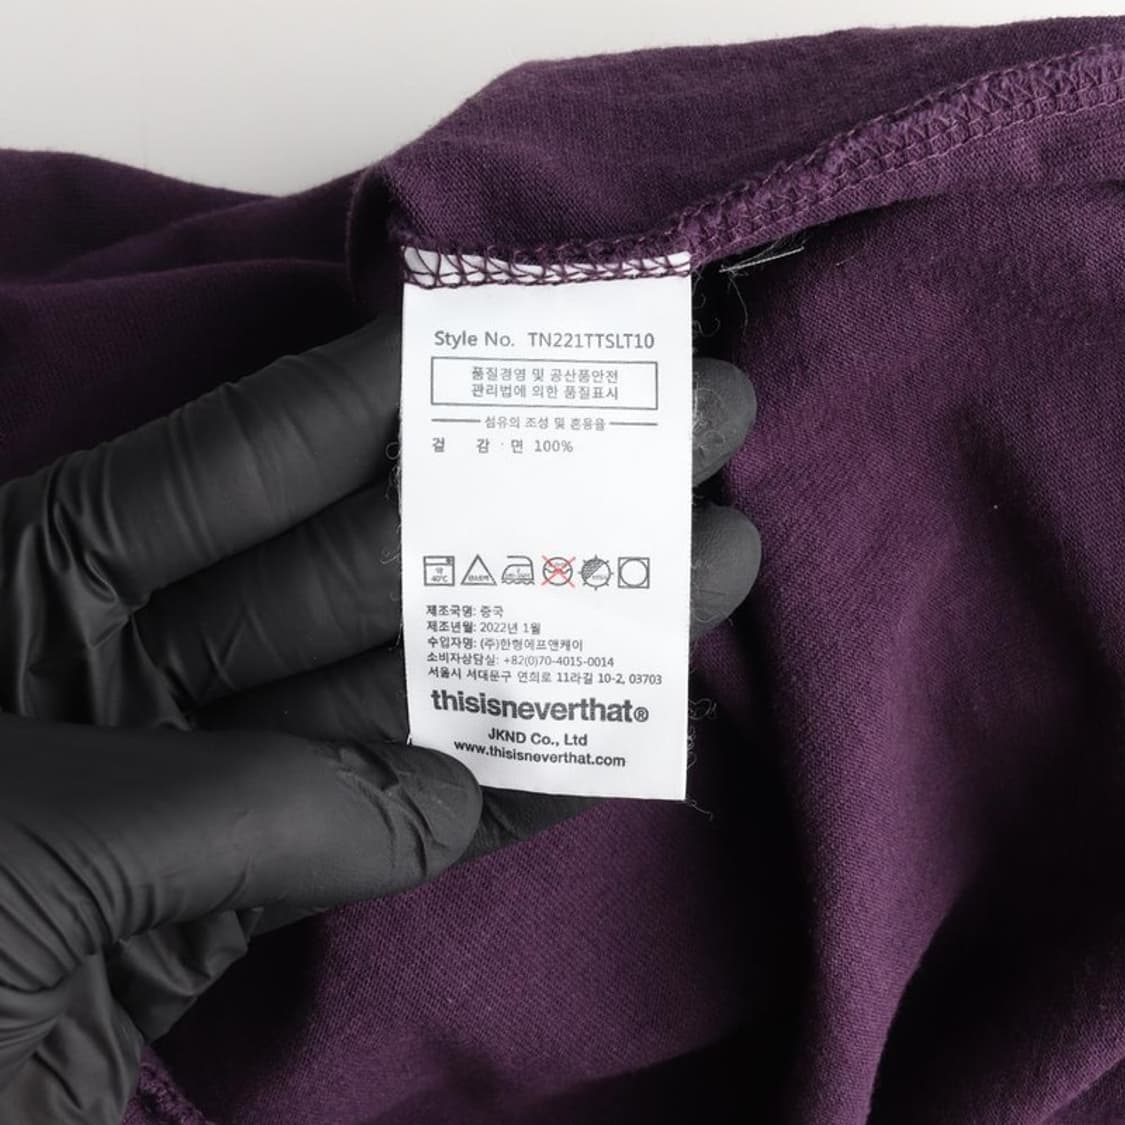 Style No. TN221TTSLT10
품질경영 및 공산품안전
관리법에 의한 품질표시
섬유의 조성 및 혼용율
겉 감 · 면 100%
약
40℃
제조국명: 중국
제조년월: 2022년 1월
수입자명: (주)한형에프앤케이
소비자상담실: +82(0)70-4015-0014
서울시 서대문구 연희로 11라길 10-2, 03703
thisisneverthat®
JKND Co., Ltd
www.thisisneverthat.com